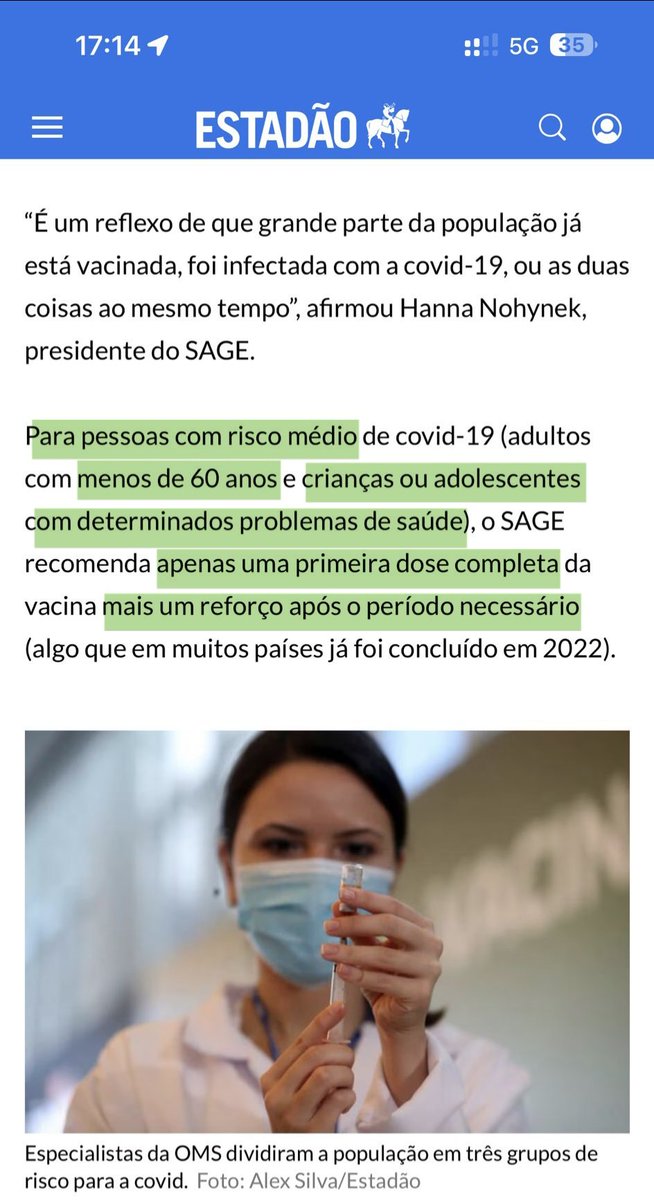 17:14
5G
35
ESTADÃO
“É um reflexo de que grande parte da população já
está vacinada, foi infectada com a covid-19, ou as duas
coisas ao mesmo tempo”, afirmou Hanna Nohynek,
presidente do SAGE.
Para pessoas com risco médio de covid-19 (adultos
com menos de 60 anos e crianças ou adolescentes
com determinados problemas de saúde), o SAGE
recomenda apenas uma primeira dose completa da
vacina mais um reforço após o período necessário
(algo que em muitos países já foi concluído em 2022).
VACIN
Especialistas da OMS dividiram a população em três grupos de
risco para a covid. Foto: Alex Silva/Estadão